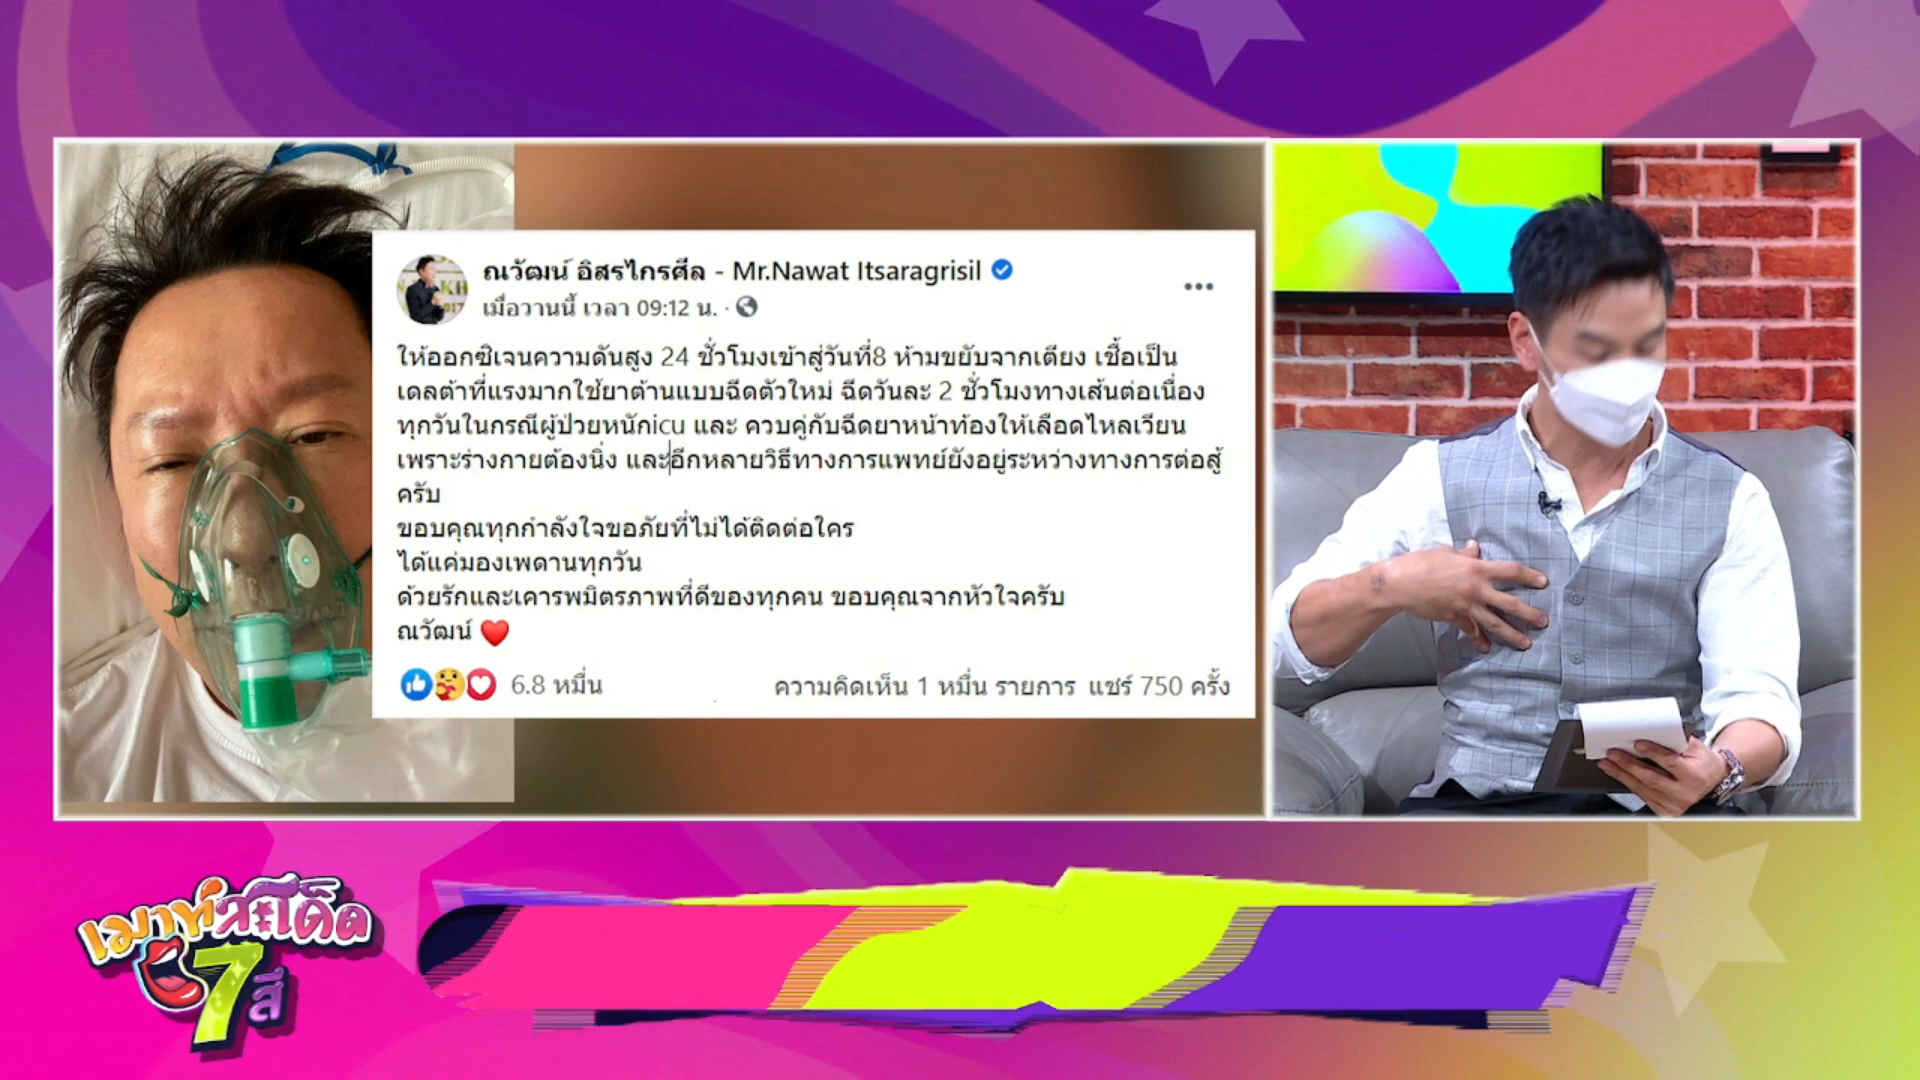 ณวัฒน์ อิสรไกรศีล - Mr.Nawat Itsaragrisil
เมื่อวานนี้ เวลา 09:12 น. ·
ให้ออกซิเจนความดันสูง 24 ชั่วโมงเข้าสู่วันที่8 ห้ามขยับจากเตียง เชื้อเป็น
เดลต้าที่แรงมากใช้ยาต้านแบบฉีดตัวใหม่ ฉีดวันละ 2 ชั่วโมงทางเส้นต่อเนื่อง
ทุกวันในกรณีผู้ป่วยหนักicu และ ควบคู่กับฉีดยาหน้าท้องให้เลือดไหลเวียน
เพราะร่างกายต้องนิ่ง และอีกหลายวิธีทางการแพทย์ยังอยู่ระหว่างทางการต่อสู้
ครับ
ขอบคุณทุกกำลังใจขอภัยที่ไม่ได้ติดต่อใคร
ได้แค่มองเพดานทุกวัน
ด้วยรักและเคารพมิตรภาพที่ดีของทุกคน ขอบคุณจากหัวใจครับ
ณวัฒน์ ❤️
6.8 หมื่น ความคิดเห็น 1 หมื่น รายการ แชร์ 750 ครั้ง
เมาท์สะเด็ด
7สี